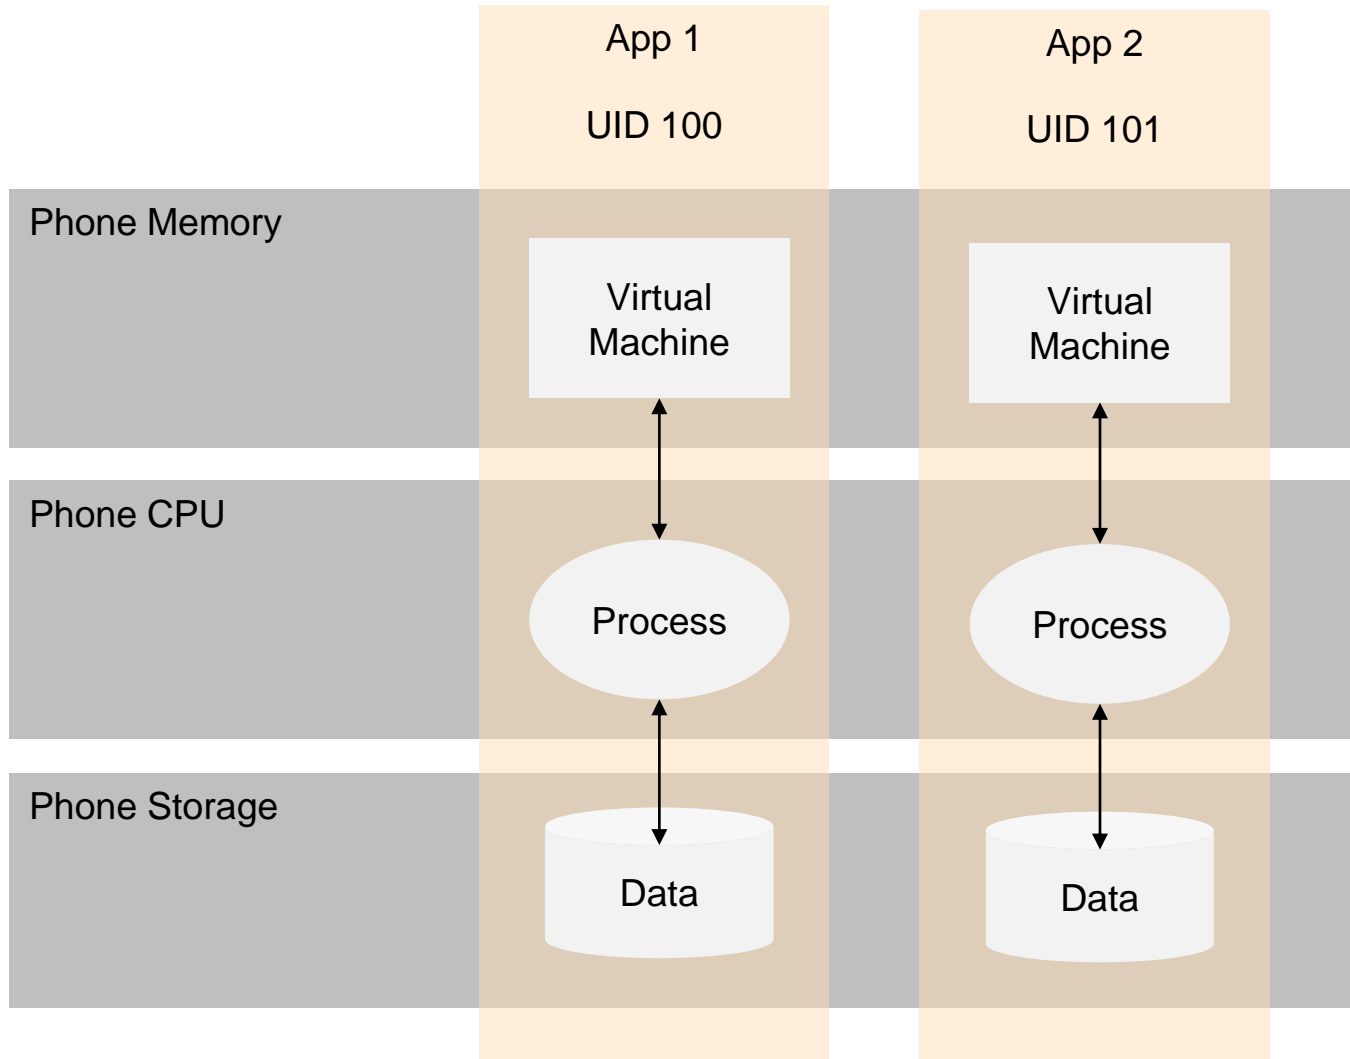 App 1
App 2
UID 100
UID 101
Phone Memory
Virtual
Machine
Virtual
Machine
Phone CPU
Process
Process
Phone Storage
Data
Data